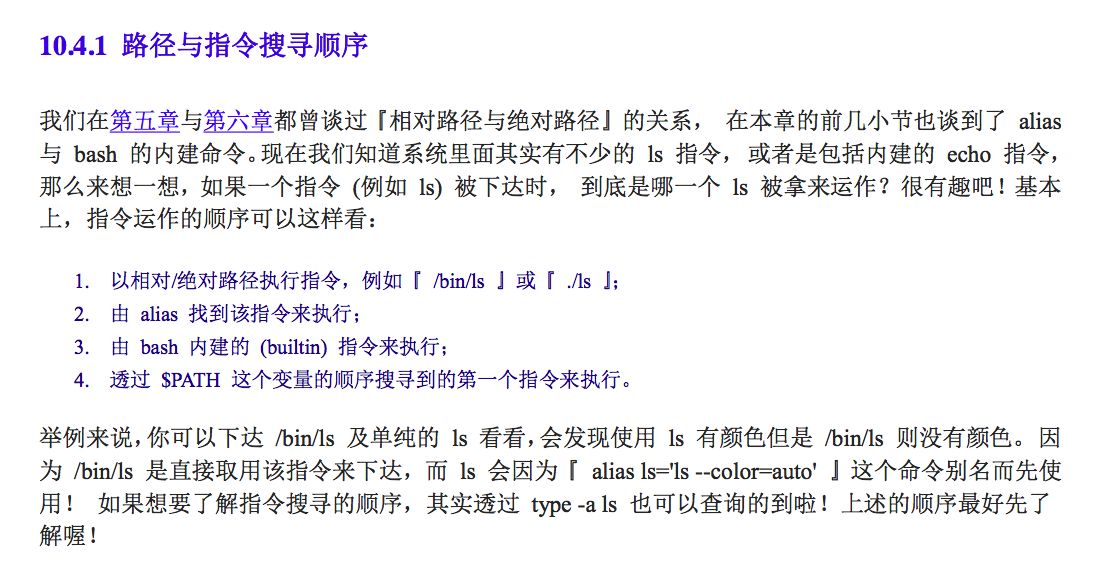 10.4.1 路径与指令搜寻顺序
我们在第五章与第六章都曾谈过『相对路径与绝对路径』的关系， 在本章的前几小节也谈到了 alias
与 bash 的内建命令。现在我们知道系统里面其实有不少的 ls 指令， 或者是包括内建的 echo 指令，
那么来想一想，如果一个指令 (例如 ls) 被下达时， 到底是哪一个 ls 被拿来运作？很有趣吧！基本
上，指令运作的顺序可以这样看：
1. 以相对/绝对路径执行指令，例如『 /bin/ls 』或『 ./ls 』；
2. 由 alias 找到该指令来执行；
3. 由 bash 内建的 (builtin) 指令来执行；
4. 透过 $PATH 这个变量的顺序搜寻到的第一个指令来执行。
举例来说，你可以下达 /bin/ls 及单纯的 ls 看看，会发现使用 ls 有颜色但是 /bin/ls 则没有颜色。因
为 /bin/ls 是直接取用该指令来下达，而 ls 会因为『 alias ls='ls --color=auto' 』这个命令别名而先使
用！ 如果想要了解指令搜寻的顺序，其实透过 type -a ls 也可以查询的到啦！上述的顺序最好先了
解喔！